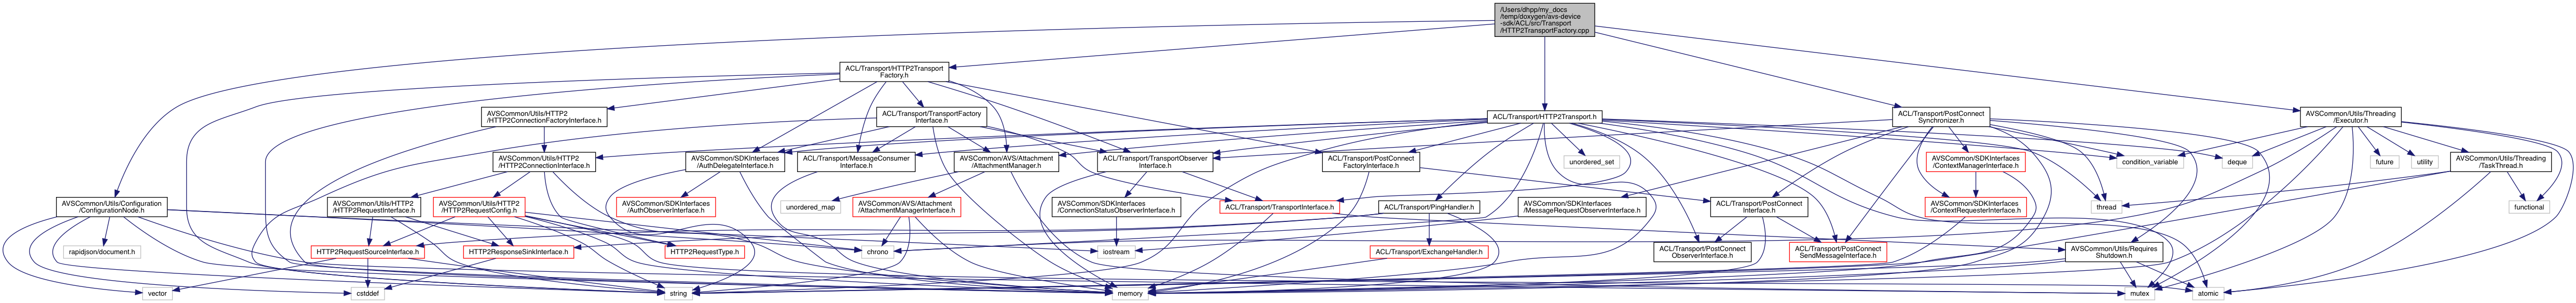 /Users/dhpp/my_docs
/temp/doxygen/avs-device
-sdk/ACL/src/Transport
/HTTP2TransportFactory.cpp
ACL/Transport/HTTP2Transport
Factory.h
AVSCommon/Utils/HTTP2
/HTTP2ConnectionFactoryInterface.h
ACL/Transport/TransportFactory
Interface.h
ACL/Transport/HTTP2Transport.h
ACL/Transport/PostConnect
Synchronizer.h
AVSCommon/Utils/Threading
/Executor.h
AVSCommon/Utils/HTTP2
/HTTP2ConnectionInterface.h
AVSCommon/SDKInterfaces
/AuthDelegateInterface.h
ACL/Transport/MessageConsumer
Interface.h
AVSCommon/AVS/Attachment
/AttachmentManager.h
ACL/Transport/TransportObserver
Interface.h
ACL/Transport/PostConnect
FactoryInterface.h
unordered_set
AVSCommon/SDKInterfaces
/ContextManagerInterface.h
condition_variable
deque
future
utility
AVSCommon/Utils/Threading
/TaskThread.h
AVSCommon/Utils/Configuration
/ConfigurationNode.h
AVSCommon/Utils/HTTP2
/HTTP2RequestInterface.h
AVSCommon/Utils/HTTP2
/HTTP2RequestConfig.h
AVSCommon/SDKInterfaces
/AuthObserverInterface.h
unordered_map
AVSCommon/AVS/Attachment
/AttachmentManagerInterface.h
AVSCommon/SDKInterfaces
/ConnectionStatusObserverInterface.h
ACL/Transport/TransportInterface.h
ACL/Transport/PingHandler.h
AVSCommon/SDKInterfaces
/MessageRequestObserverInterface.h
ACL/Transport/PostConnect
Interface.h
AVSCommon/SDKInterfaces
/ContextRequesterInterface.h
thread
functional
rapidjson/document.h
HTTP2RequestSourceInterface.h
HTTP2ResponseSinkInterface.h
HTTP2RequestType.h
chrono
iostream
ACL/Transport/ExchangeHandler.h
ACL/Transport/PostConnect
ObserverInterface.h
ACL/Transport/PostConnect
SendMessageInterface.h
AVSCommon/Utils/Requires
Shutdown.h
vector
cstddef
string
memory
mutex
atomic